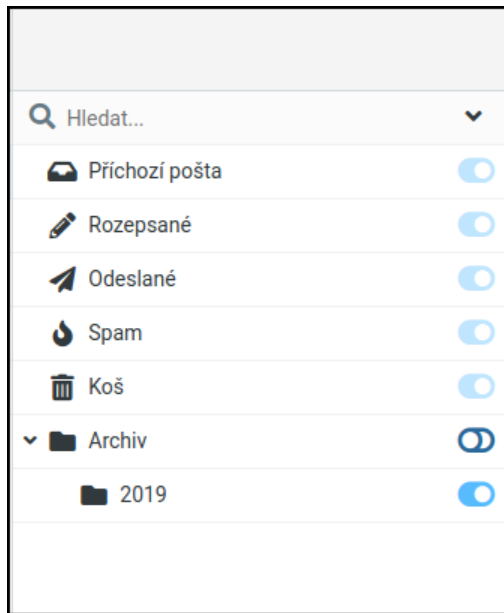 Hledat...
Příchozí pošta
Rozepsané
Odeslané
Spam
Koš
Archiv
2019